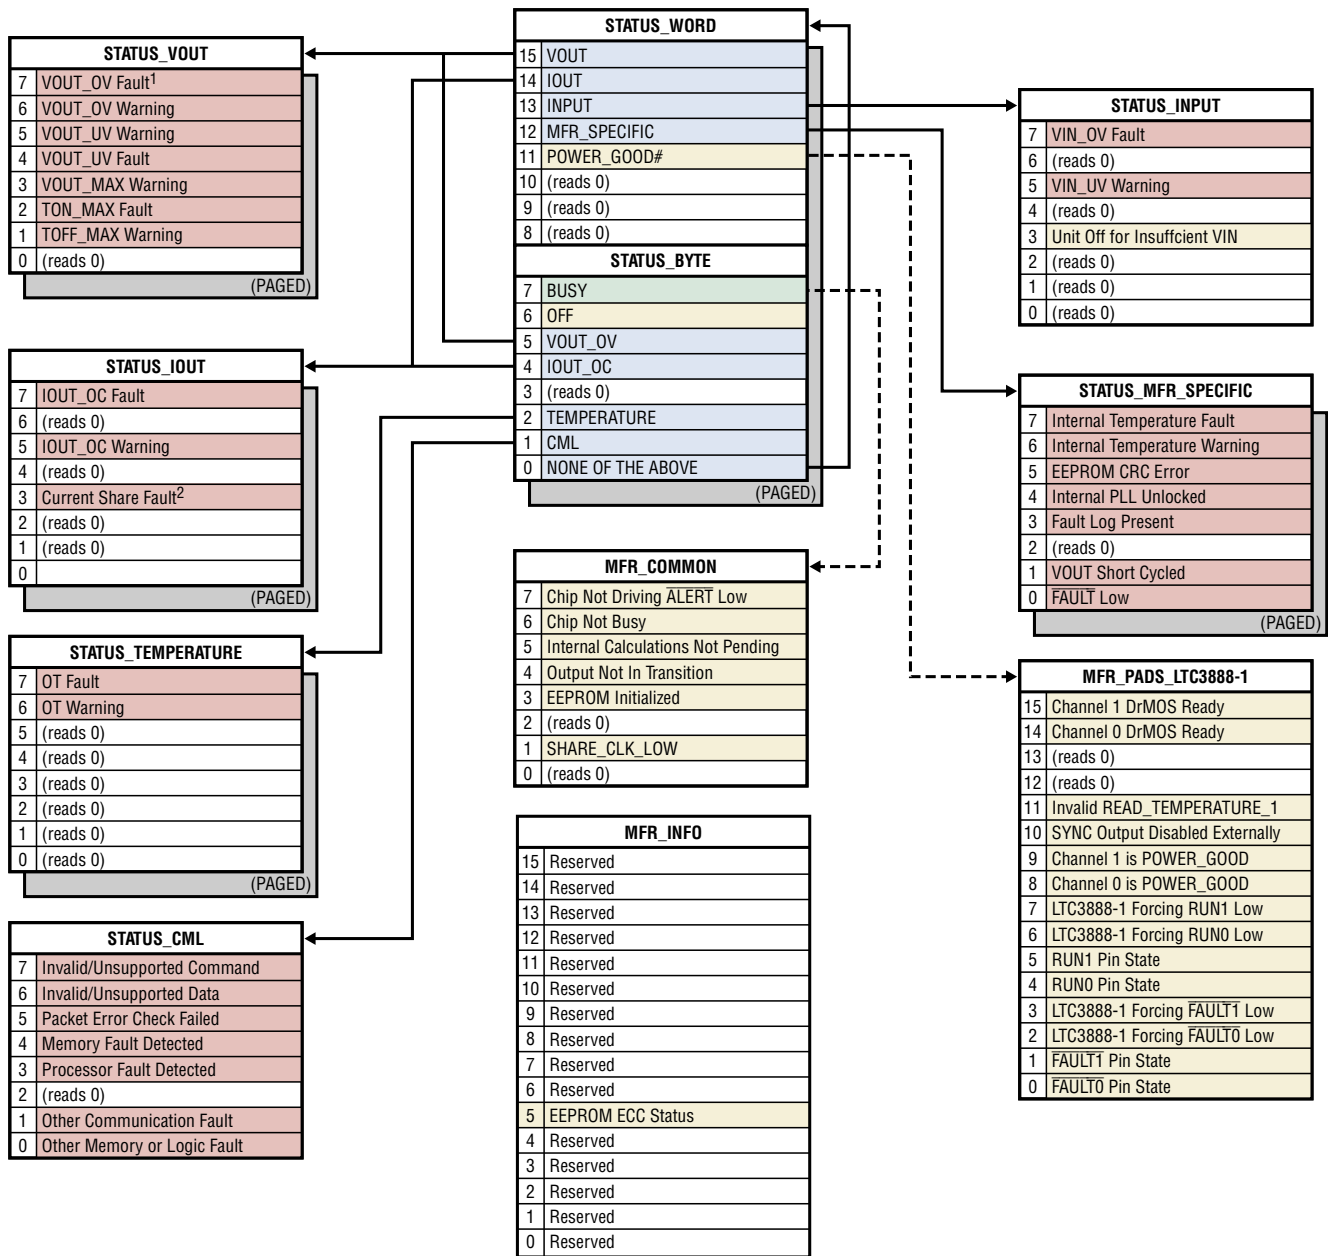 STATUS_WORD
15 VOUT
14 IOUT
13 INPUT
12 MFR_SPECIFIC
11 POWER_GOOD#
10 (reads 0)
9 (reads 0)
8 (reads 0)
STATUS_BYTE
7 BUSY
6 OFF
5 VOUT_OV
4 IOUT_OC
3 (reads 0)
2 TEMPERATURE
1 CML
0 NONE OF THE ABOVE
(PAGED)
STATUS_VOUT
7 VOUT_OV Fault1
6 VOUT_OV Warning
5 VOUT_UV Warning
4 VOUT_UV Fault
3 VOUT_MAX Warning
2 TON_MAX Fault
1 TOFF_MAX Warning
0 (reads 0)
(PAGED)
STATUS_IOUT
7 IOUT_OC Fault
6 (reads 0)
5 IOUT_OC Warning
4 (reads 0)
3 Current Share Fault2
2 (reads 0)
1 (reads 0)
0
(PAGED)
STATUS_TEMPERATURE
7 OT Fault
6 OT Warning
5 (reads 0)
4 (reads 0)
3 (reads 0)
2 (reads 0)
1 (reads 0)
0 (reads 0)
(PAGED)
STATUS_CML
7 Invalid/Unsupported Command
6 Invalid/Unsupported Data
5 Packet Error Check Failed
4 Memory Fault Detected
3 Processor Fault Detected
2 (reads 0)
1 Other Communication Fault
0 Other Memory or Logic Fault
MFR_COMMON
7 Chip Not Driving ALERT Low
6 Chip Not Busy
5 Internal Calculations Not Pending
4 Output Not In Transition
3 EEPROM Initialized
2 (reads 0)
1 SHARE_CLK_LOW
0 (reads 0)
MFR_INFO
15 Reserved
14 Reserved
13 Reserved
12 Reserved
11 Reserved
10 Reserved
9 Reserved
8 Reserved
7 Reserved
6 Reserved
5 EEPROM ECC Status
4 Reserved
3 Reserved
2 Reserved
1 Reserved
0 Reserved
STATUS_INPUT
7 VIN_OV Fault
6 (reads 0)
5 VIN_UV Warning
4 (reads 0)
3 Unit Off for Insuffcient VIN
2 (reads 0)
1 (reads 0)
0 (reads 0)
STATUS_MFR_SPECIFIC
7 Internal Temperature Fault
6 Internal Temperature Warning
5 EEPROM CRC Error
4 Internal PLL Unlocked
3 Fault Log Present
2 (reads 0)
1 VOUT Short Cycled
0 FAULT Low
(PAGED)
MFR_PADS_LTC3888-1
15 Channel 1 DrMOS Ready
14 Channel 0 DrMOS Ready
13 (reads 0)
12 (reads 0)
11 Invalid READ_TEMPERATURE_1
10 SYNC Output Disabled Externally
9 Channel 1 is POWER_GOOD
8 Channel 0 is POWER_GOOD
7 LTC3888-1 Forcing RUN1 Low
6 LTC3888-1 Forcing RUN0 Low
5 RUN1 Pin State
4 RUN0 Pin State
3 LTC3888-1 Forcing FAULT1 Low
2 LTC3888-1 Forcing FAULT0 Low
1 FAULT1 Pin State
0 FAULT0 Pin State